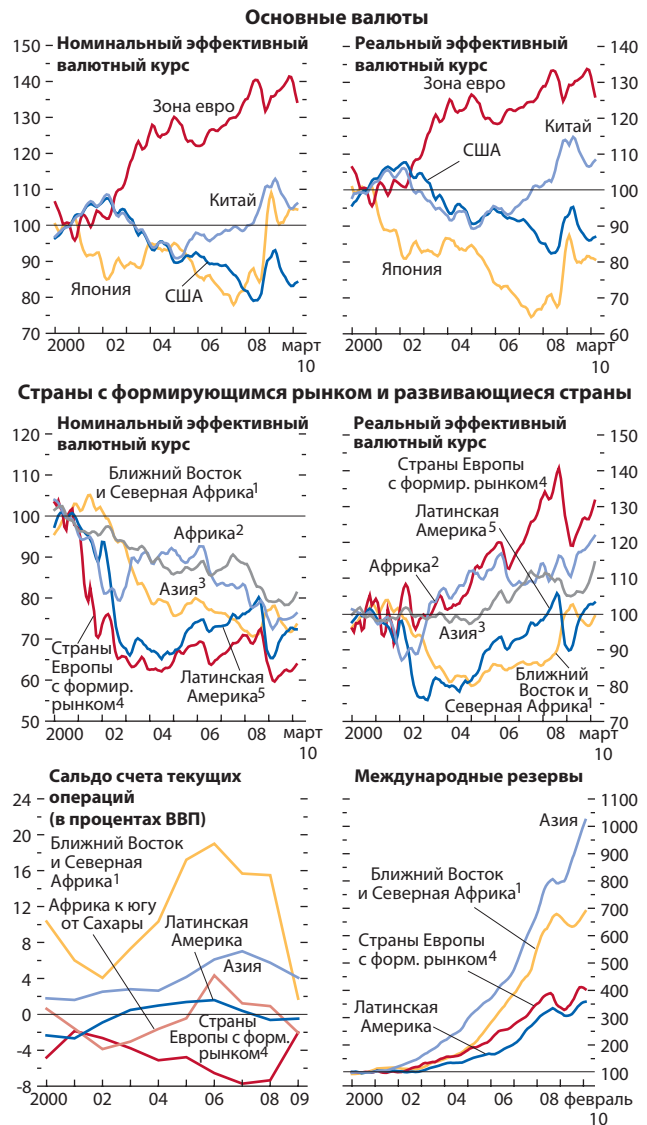 Основные валюты
Номинальный эффективный
валютный курс
150
140
130
120
110
100
90
80
70
Зона евро
Китай
Япония
США
2000 02 04 06 08 март
10
Реальный эффективный
валютный курс
140
130
120
110
100
90
80
70
60
Зона евро
Китай
США
Япония
2000 02 04 06 08 март
10
Страны с формирующимся рынком и развивающиеся страны
Номинальный эффективный
валютный курс
120
110
100
90
80
70
60
50
Ближний Восток
и Северная Африка¹
Африка²
Азия³
Страны
Европы
с формир.
рынком⁴
Латинская
Америка⁵
2000 02 04 06 08 март
10
Реальный эффективный
валютный курс
150
140
130
120
110
100
90
80
70
Страны Европы
с формир. рынком⁴
Латинская
Америка⁵
Африка²
Азия³
Ближний
Восток и
Северная Африка¹
2000 02 04 06 08 март
10
Сальдо счета текущих
операций
(в процентах ВВП)
24
20
16
12
8
4
0
-4
-8
Ближний Восток
и Северная
Африка¹
Африка к югу
от Сахары
Латинская
Америка
Азия
Страны
Европы с форм.
рынком⁴
2000 02 04 06 08 09
Международные резервы
1100
1000
900
800
700
600
500
400
300
200
100
Азия
Ближний Восток
и Северная Африка¹
Страны Европы
с форм. рынком⁴
Латинская
Америка
2000 02 04 06 08 февраль
10